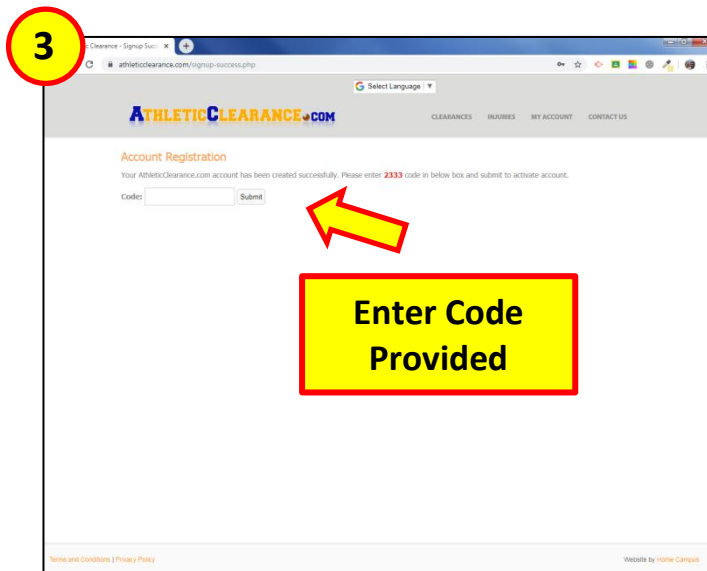 3
c Clearance - Signup Suc
athleticclearance.com/signup-success.php
Select Language
ATHLETICCLEARANCE.COM
CLEARANCES INJURIES MY ACCOUNT CONTACT US
Account Registration
Your AthleticClearance.com account has been created successfully. Please enter 2333 code in below box and submit to activate account.
Code: Submit
Enter Code
Provided
Terms and Conditions | Privacy Policy Website by Home Campus